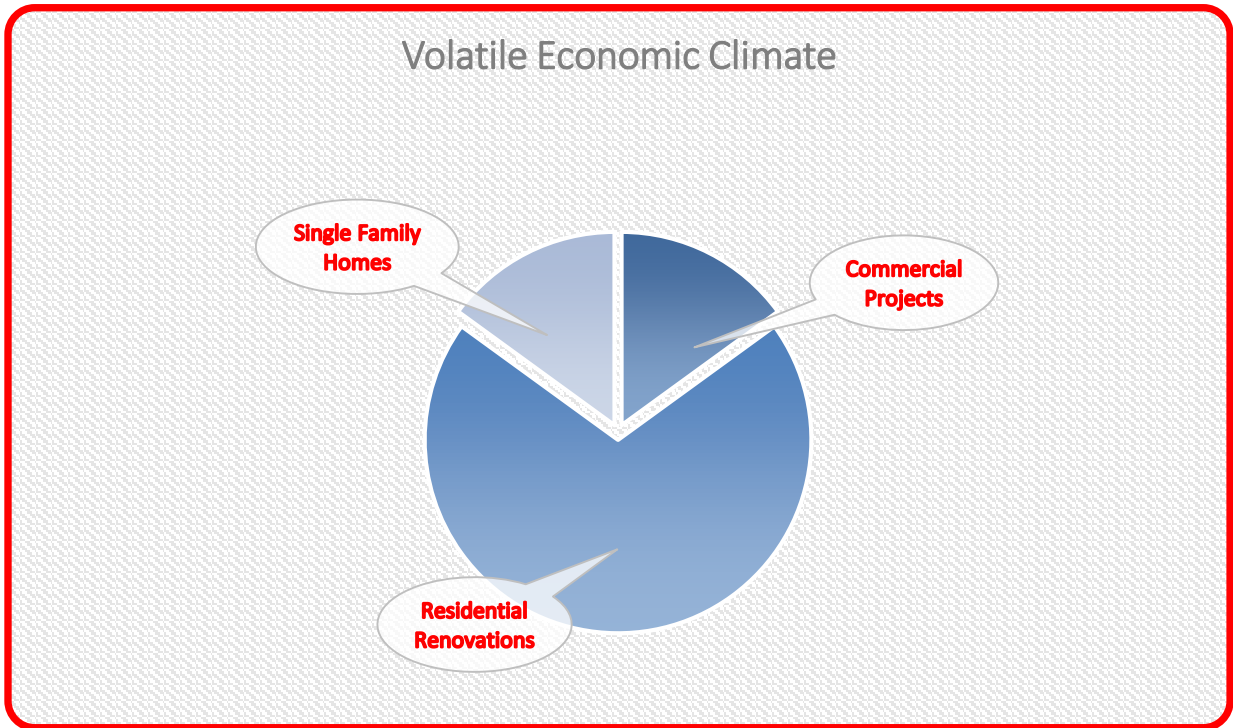 Volatile Economic Climate
Single Family
Homes
Commercial
Projects
Residential
Renovations